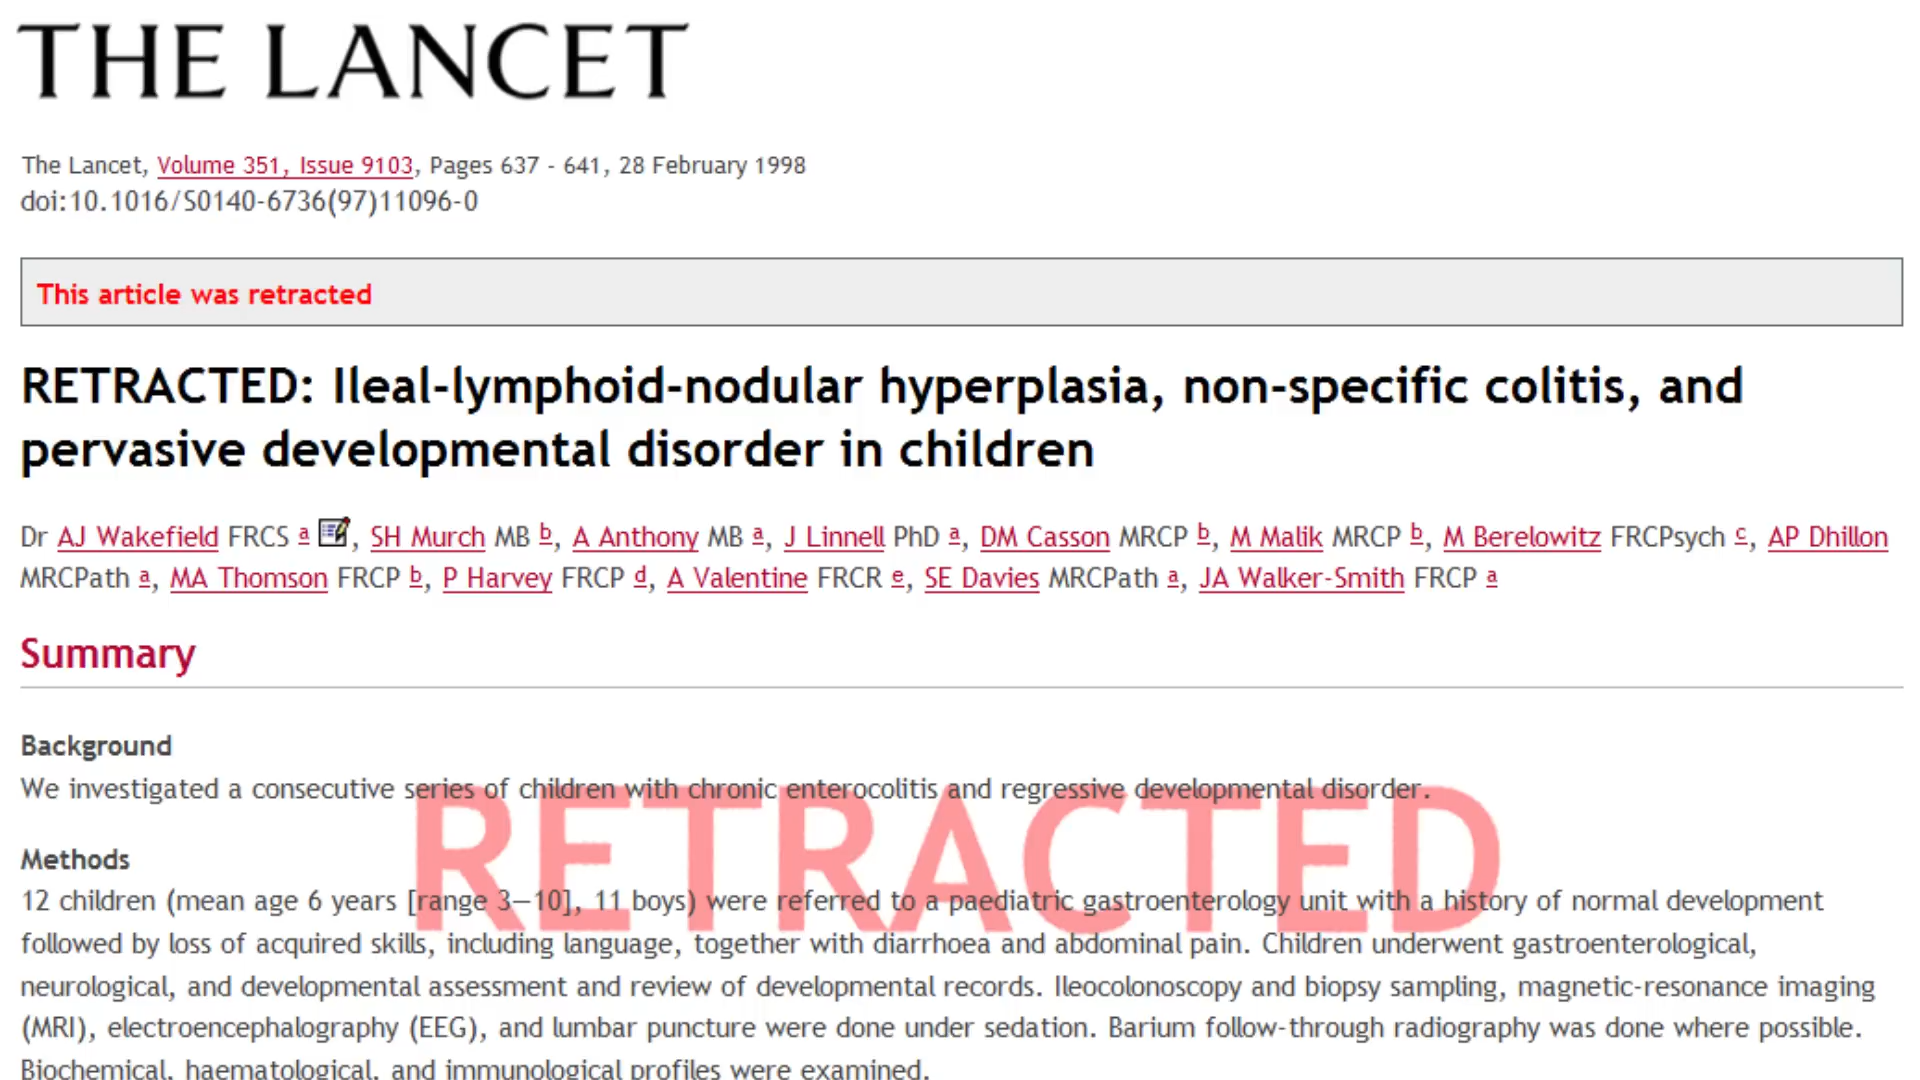 THE LANCET
The Lancet, Volume 351, Issue 9103, Pages 637 - 641, 28 February 1998
doi:10.1016/S0140-6736(97)11096-0
This article was retracted
RETRACTED: Ileal-lymphoid-nodular hyperplasia, non-specific colitis, and
pervasive developmental disorder in children
Dr AJ Wakefield FRCS a, SH Murch MB b, A Anthony MB a, J Linnell PhD a, DM Casson MRCP b, M Malik MRCP b, M Berelowitz FRCPsych c, AP Dhillon
MRCPath a, MA Thomson FRCP b, P Harvey FRCP d, A Valentine FRCR e, SE Davies MRCPath a, JA Walker-Smith FRCP a
Summary
Background
We investigated a consecutive series of children with chronic enterocolitis and regressive developmental disorder.
RETRACTED
Methods
12 children (mean age 6 years [range 3—10], 11 boys) were referred to a paediatric gastroenterology unit with a history of normal development
followed by loss of acquired skills, including language, together with diarrhoea and abdominal pain. Children underwent gastroenterological,
neurological, and developmental assessment and review of developmental records. Ileocolonoscopy and biopsy sampling, magnetic-resonance imaging
(MRI), electroencephalography (EEG), and lumbar puncture were done under sedation. Barium follow-through radiography was done where possible.
Biochemical, haematological, and immunological profiles were examined.